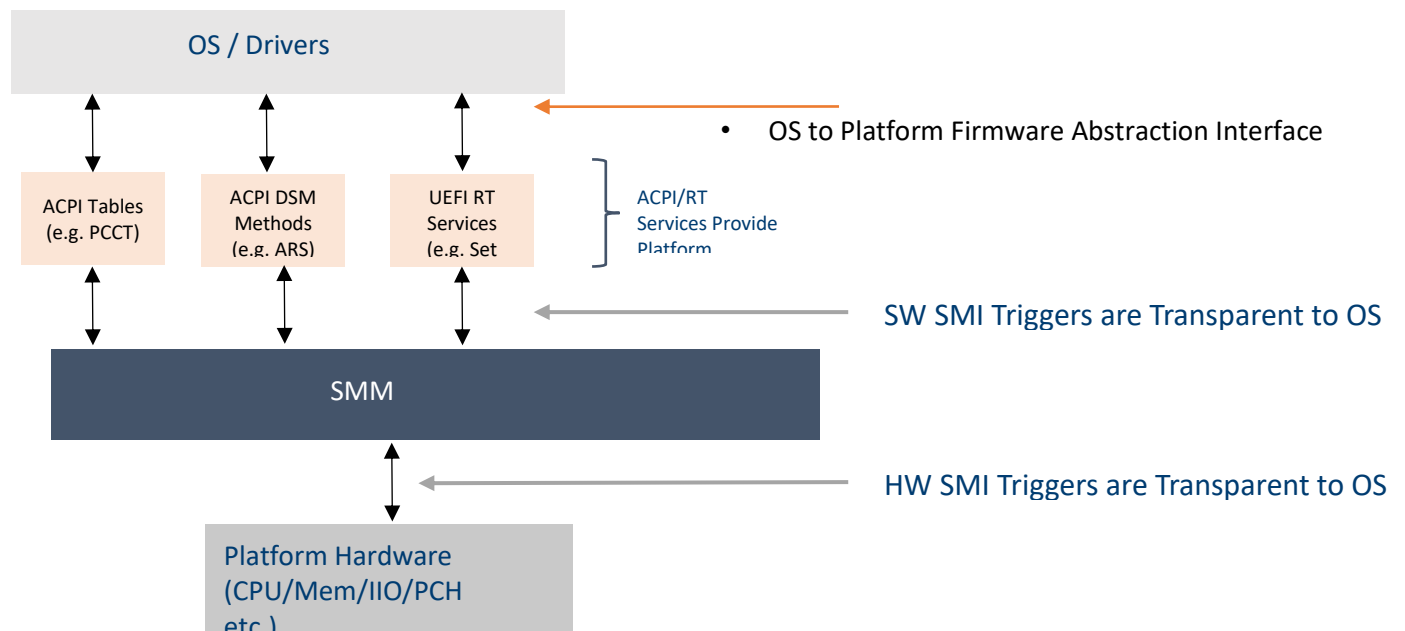 OS / Drivers
• OS to Platform Firmware Abstraction Interface
ACPI Tables
(e.g. PCCT)
ACPI DSM
Methods
(e.g. ARS)
UEFI RT
Services
(e.g. Set
ACPI/RT
Services Provide
Platform
SW SMI Triggers are Transparent to OS
SMM
HW SMI Triggers are Transparent to OS
Platform Hardware
(CPU/Mem/IIO/PCH
etc.)